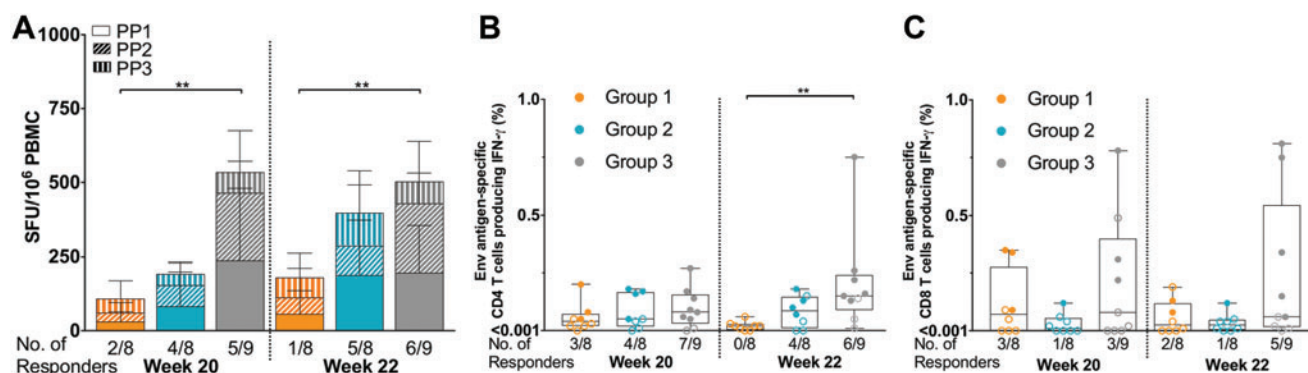 A
SFU/10⁶ PBMC
1000
750
500
250
0
PP1
PP2
PP3
**
**
No. of
Responders
2/8 4/8 5/9 1/8 5/8 6/9
Week 20 Week 22
B
Env antigen-specific
CD4 T cells producing IFN-γ (%)
1.0
0.5
<0.001
Group 1
Group 2
Group 3
**
No. of
Responders
3/8 4/8 7/9 0/8 4/8 6/9
Week 20 Week 22
C
Env antigen-specific
CD8 T cells producing IFN-γ (%)
1.0
0.5
<0.001
Group 1
Group 2
Group 3
No. of
Responders
3/8 1/8 3/9 2/8 1/8 5/9
Week 20 Week 22